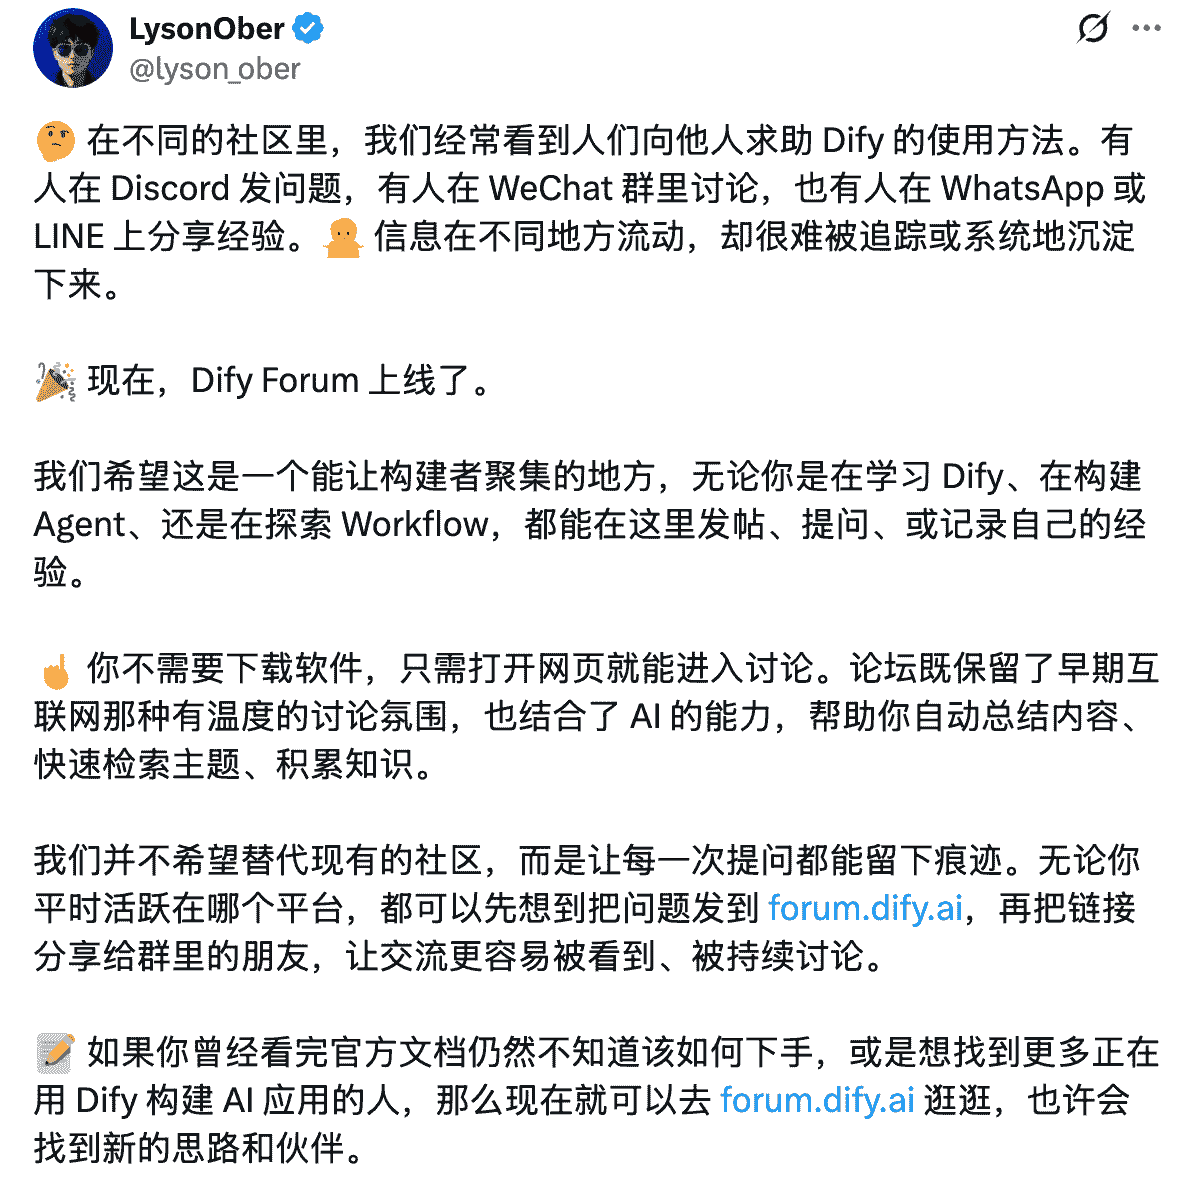 LysonOber
@lyson_ober
🤔 在不同的社区里，我们经常看到人们向他人求助 Dify 的使用方法。有
人在 Discord 发问题，有人在 WeChat 群里讨论，也有人在 WhatsApp 或
LINE 上分享经验。🤷 信息在不同地方流动，却很难被追踪或系统地沉淀
下来。
🎉 现在，Dify Forum 上线了。
我们希望这是一个能让构建者聚集的地方，无论你是在学习 Dify、在构建
Agent、还是在探索 Workflow，都能在这里发帖、提问、或记录自己的经
验。
☝️ 你不需要下载软件，只需打开网页就能进入讨论。论坛既保留了早期互
联网那种有温度的讨论氛围，也结合了 AI 的能力，帮助你自动总结内容、
快速检索主题、积累知识。
我们并不希望替代现有的社区，而是让每一次提问都能留下痕迹。无论你
平时活跃在哪个平台，都可以先想到把问题发到 forum.dify.ai，再把链接
分享给群里的朋友，让交流更容易被看到、被持续讨论。
📝 如果你曾经看完官方文档仍然不知道该如何下手，或是想找到更多正在
用 Dify 构建 AI 应用的人，那么现在就可以去 forum.dify.ai 逛逛，也许会
找到新的思路和伙伴。